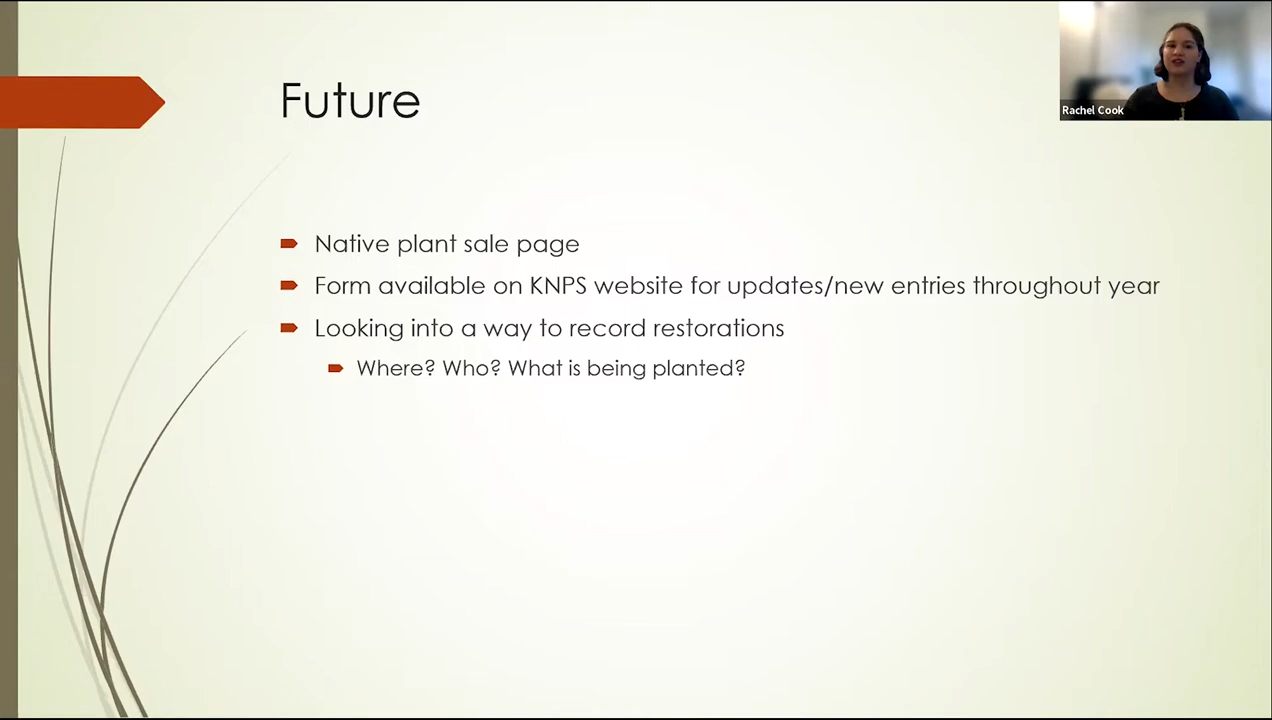 Future
Rachel Cook
Native plant sale page
Form available on KNPS website for updates/new entries throughout year
Looking into a way to record restorations
Where? Who? What is being planted?